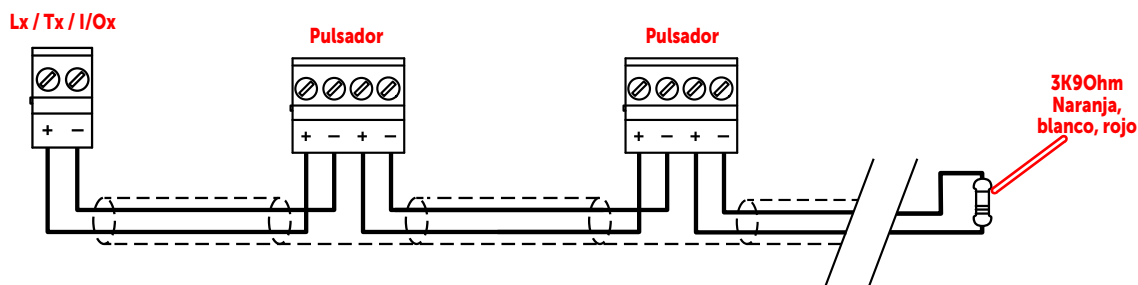 Lx / Tx / I/Ox
Pulsador
Pulsador
3K9Ohm
Naranja,
blanco, rojo
+ −
+ − + −
+ − + −